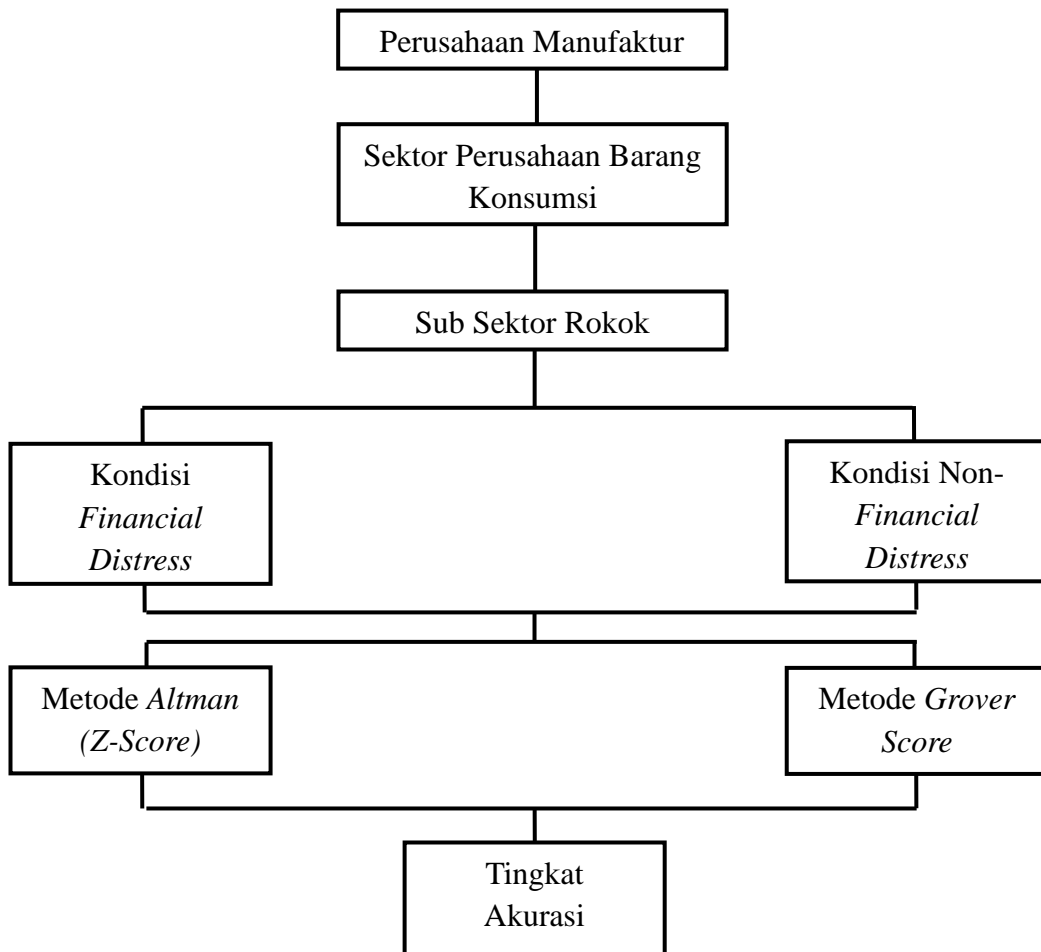 Perusahaan Manufaktur
Sektor Perusahaan Barang
Konsumsi
Sub Sektor Rokok
Kondisi
Financial
Distress
Kondisi Non-
Financial
Distress
Metode Altman
(Z-Score)
Metode Grover
Score
Tingkat
Akurasi